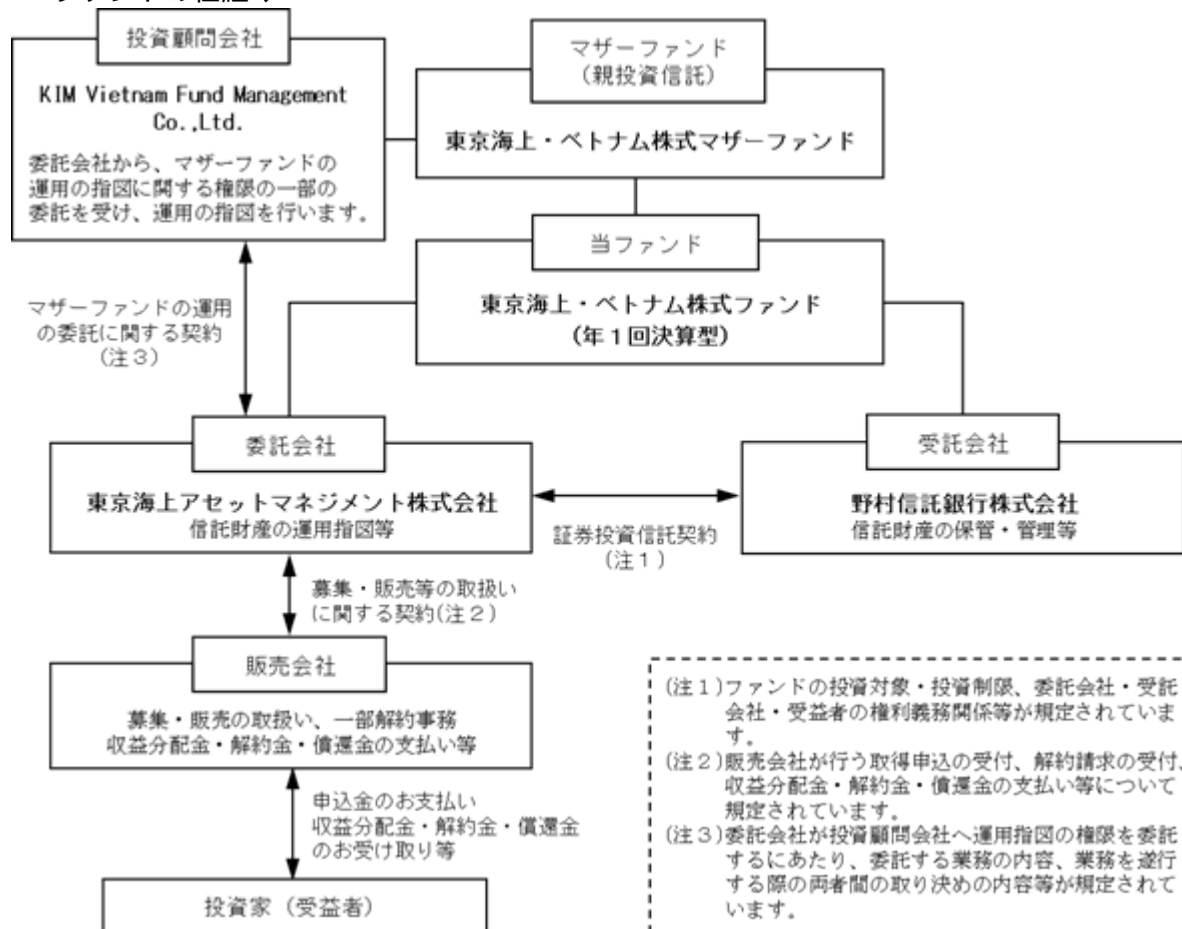 投資顧問会社
KIM Vietnam Fund Management
Co.,Ltd.
委託会社から、マザーファンドの
運用の指図に関する権限の一部の
委託を受け、運用の指図を行います。
マザーファンド
(親投資信託)
東京海上・ベトナム株式マザーファンド
当ファンド
東京海上・ベトナム株式ファンド
(年1回決算型)
マザーファンドの運用
の委託に関する契約
(注3)
委託会社
東京海上アセットマネジメント株式会社
信託財産の運用指図等
証券投資信託契約
(注1)
受託会社
野村信託銀行株式会社
信託財産の保管・管理等
募集・販売等の取扱い
に関する契約(注2)
販売会社
募集・販売の取扱い、一部解約事務
収益分配金・解約金・償還金の支払い等
申込金のお支払い
収益分配金・解約金・償還金
のお受け取り等
投資家(受益者)
(注1)ファンドの投資対象・投資制限、委託会社・受託
会社・受益者の権利義務関係等が規定されていま
す。
(注2)販売会社が行う取得申込の受付、解約請求の受付、
収益分配金・解約金・償還金の支払い等について
規定されています。
(注3)委託会社が投資顧問会社へ運用指図の権限を委託
するにあたり、委託する業務の内容、業務を遂行
する際の両者間の取り決めの内容等が規定されて
います。